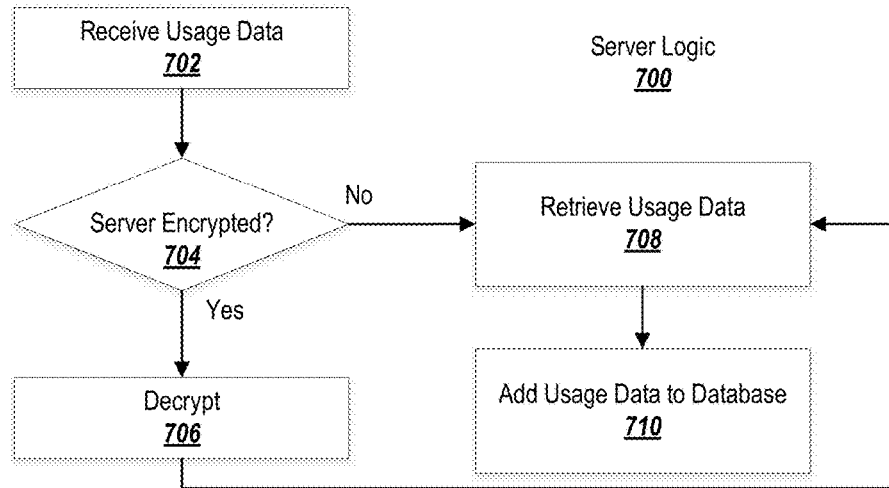 Receive Usage Data
702
Server Logic
700
Server Encrypted?
704
No
Yes
Retrieve Usage Data
708
Decrypt
706
Add Usage Data to Database
710